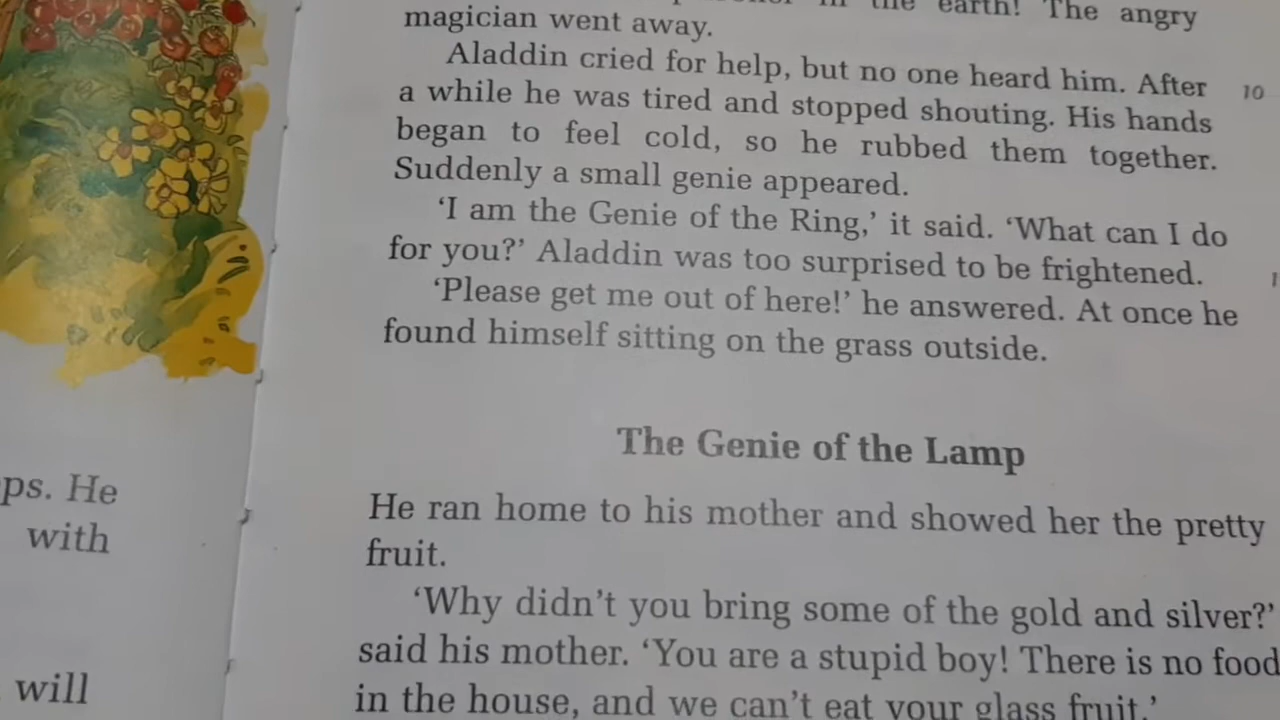 ps. He
with
will
in the earth! The angry
magician went away.
Aladdin cried for help, but no one heard him. After
10
a while he was tired and stopped shouting. His hands
began to feel cold, so he rubbed them together.
Suddenly a small genie appeared.
‘I am the Genie of the Ring,’ it said. ‘What can I do
for you?’ Aladdin was too surprised to be frightened.
‘Please get me out of here!’ he answered. At once he
found himself sitting on the grass outside.
The Genie of the Lamp
He ran home to his mother and showed her the pretty
fruit.
‘Why didn’t you bring some of the gold and silver?’
said his mother. ‘You are a stupid boy! There is no food
in the house, and we can’t eat your glass fruit.’